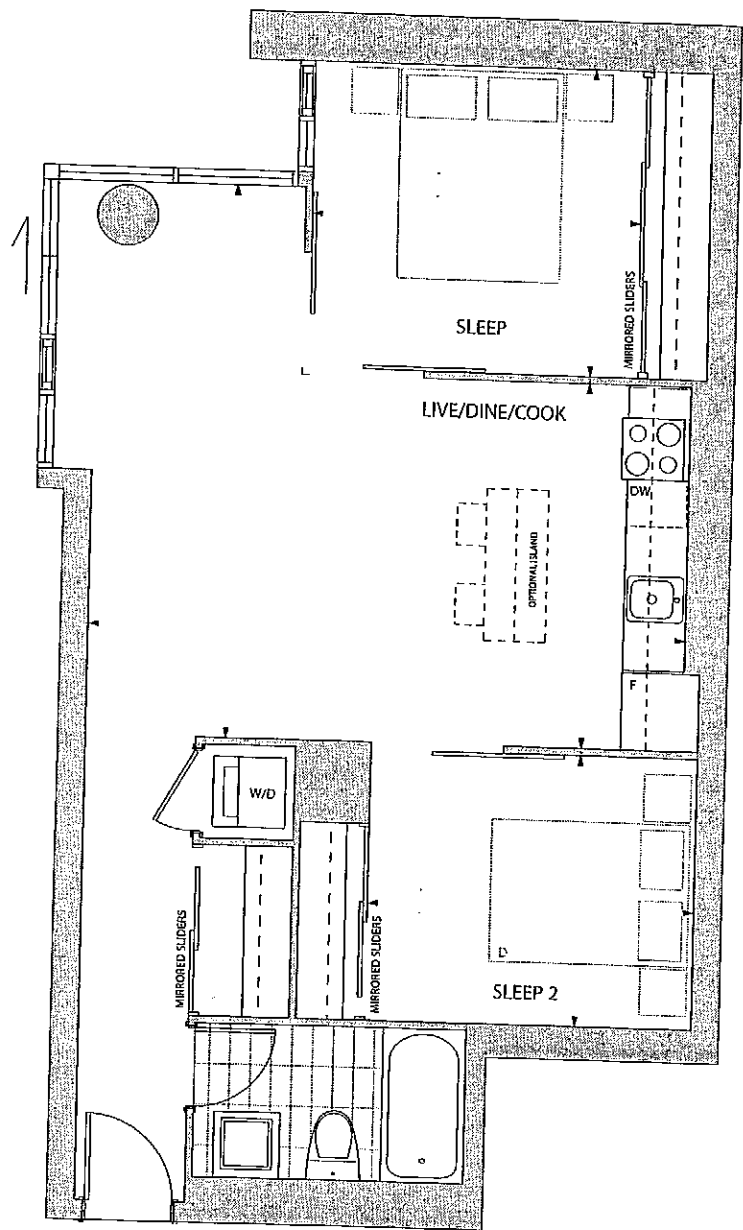 SLEEP
MIRRORED SLIDERS
LIVE/DINE/COOK
DW
OPTIONAL ISLAND
F
W/D
MIRRORED SLIDERS
MIRRORED SLIDERS
D
SLEEP 2